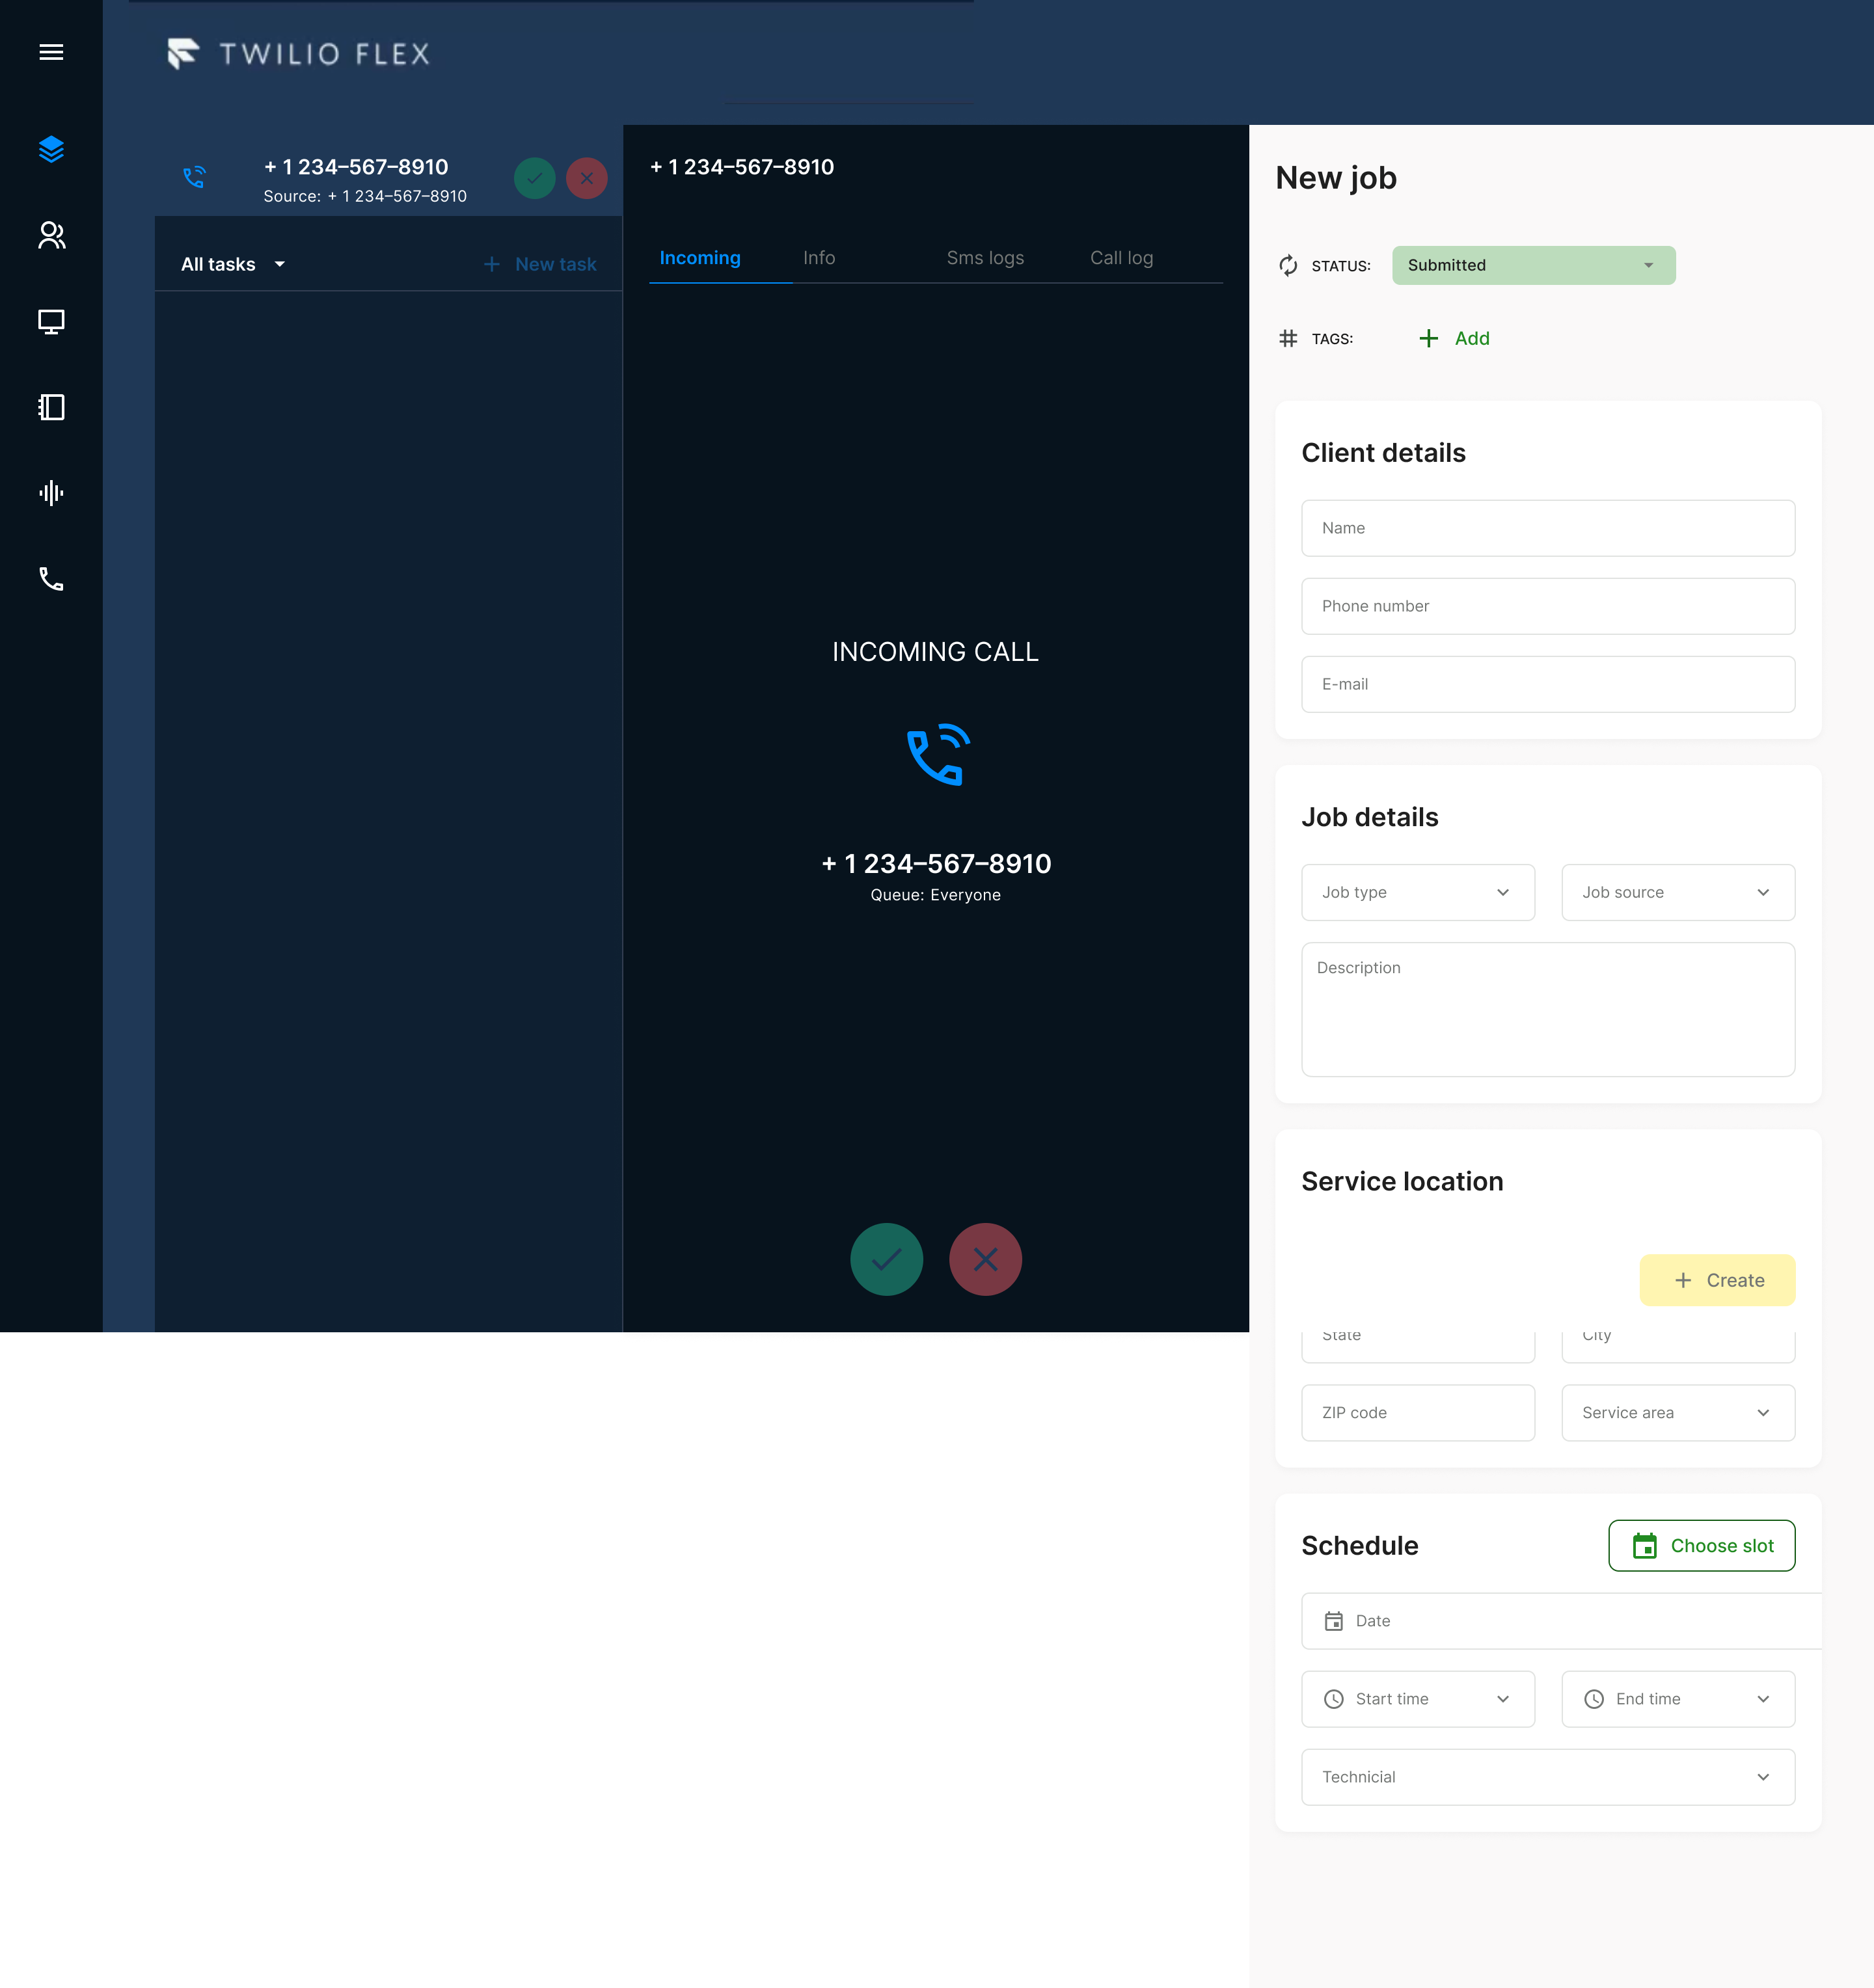 TWILIO FLEX
+ 1 234–567–8910
Source: + 1 234–567–8910
All tasks
New task
+ 1 234–567–8910
Incoming
Info
Sms logs
Call log
INCOMING CALL
+ 1 234–567–8910
Queue: Everyone
New job
STATUS:
Submitted
TAGS:
Add
Client details
Name
Phone number
E-mail
Job details
Job type
Job source
Description
Service location
Create
State
City
ZIP code
Service area
Schedule
Choose slot
Date
Start time
End time
Technicial